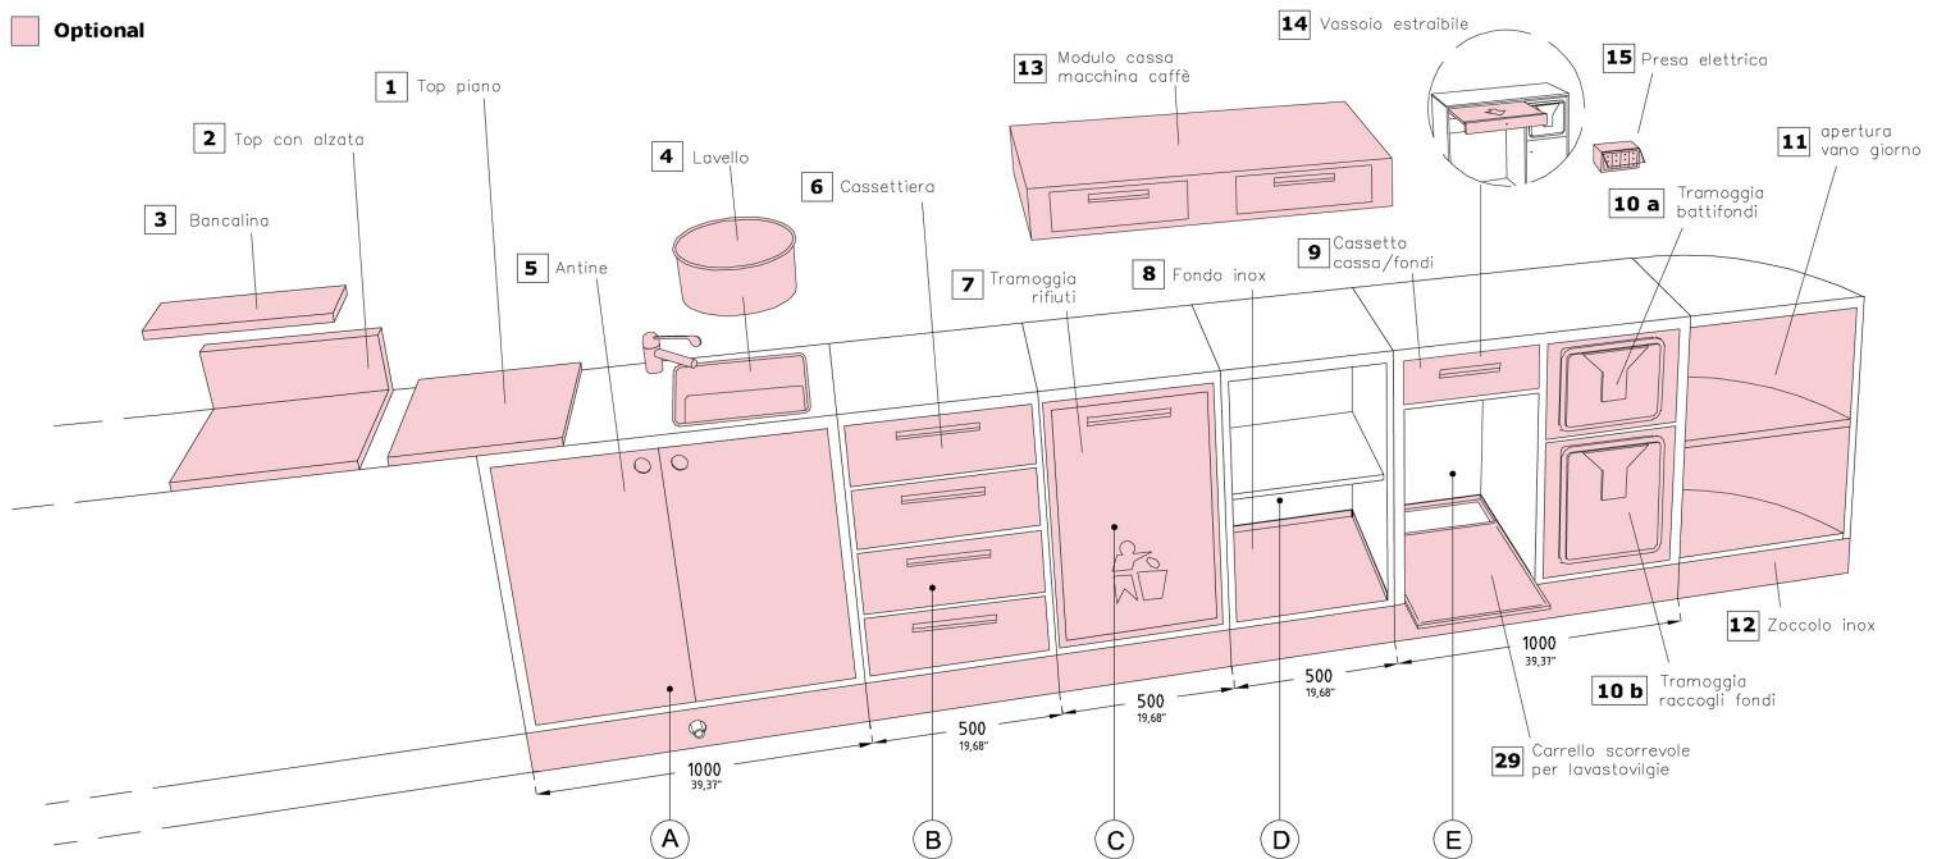 Optional
14 Vassoio estraibile
13 Modulo cassa
macchina caffè
15 Presa elettrica
1 Top piano
2 Top con alzata
11 apertura
vano giorno
4 Lavello
6 Cassettiera
10 a Tramoggia
battifondi
3 Bancalina
9 Cassetto
cassa/fondi
5 Antine
7 Tramoggia
rifiuti
8 Fondo inox
12 Zoccolo inox
10 b Tramoggia
raccogli fondi
29 Carrello scorrevole
per lavastovilgie
1000
39,37"
500
19,68"
500
19,68"
500
19,68"
1000
39,37"
A
B
C
D
E